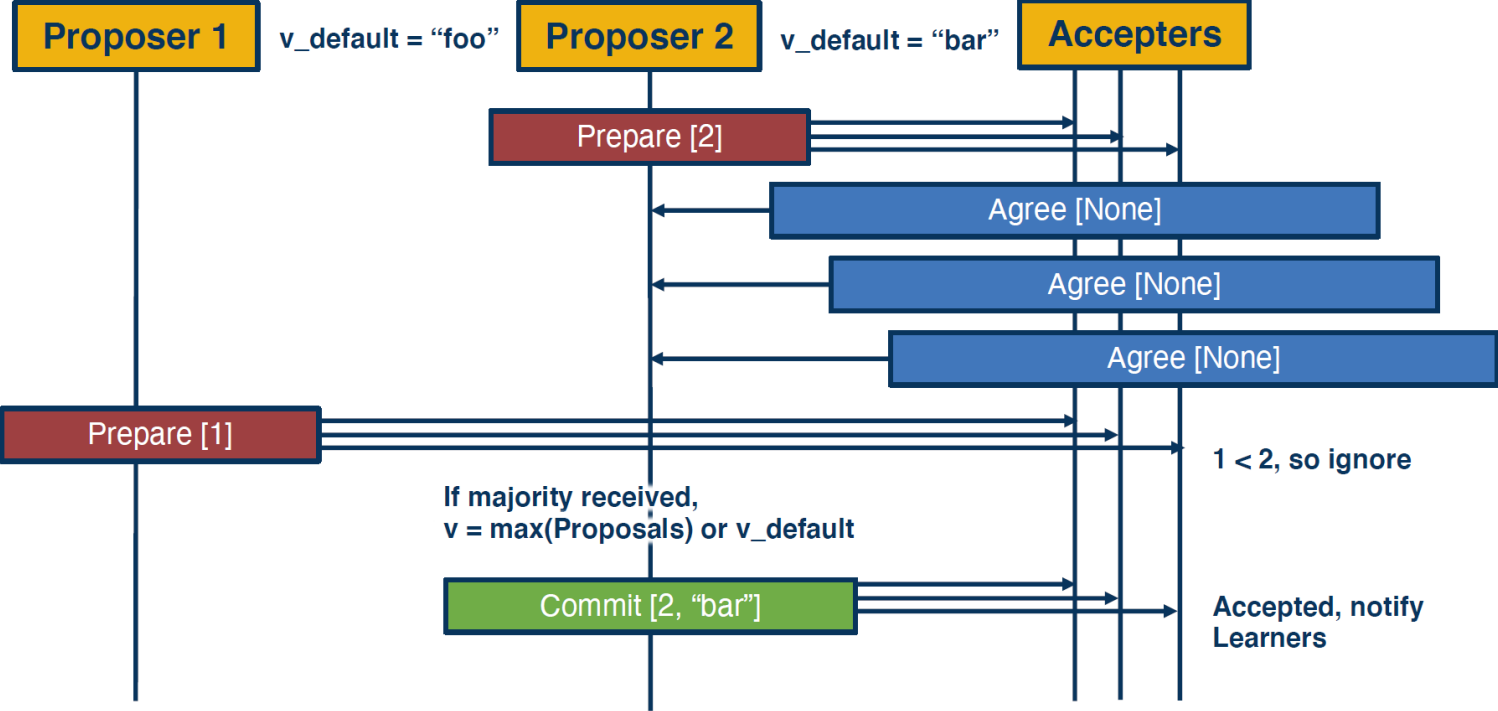 Proposer 1
v_default = “foo”
Proposer 2
v_default = “bar”
Accepters
Prepare [2]
Agree [None]
Agree [None]
Agree [None]
Prepare [1]
1 < 2, so ignore
If majority received,
v = max(Proposals) or v_default
Commit [2, “bar”]
Accepted, notify
Learners